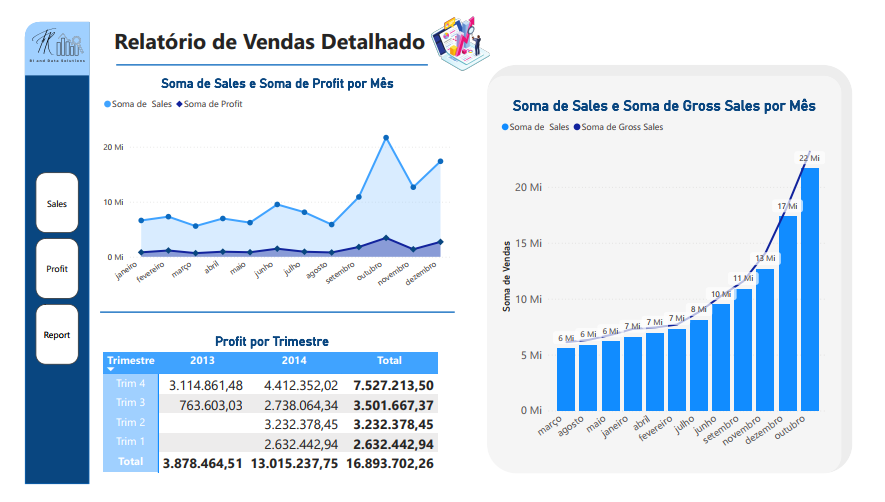 FR
BI and Data Solutions
Relatório de Vendas Detalhado
Sales
Profit
Report
Soma de Sales e Soma de Profit por Mês
Soma de Sales Soma de Profit
20 Mi
10 Mi
0 Mi
janeiro fevereiro março abril maio junho julho agosto setembro outubro novembro dezembro
Profit por Trimestre
Trimestre 2013 2014 Total
Trim 4 3.114.861,48 4.412.352,02 7.527.213,50
Trim 3 763.603,03 2.738.064,34 3.501.667,37
Trim 2 3.232.378,45 3.232.378,45
Trim 1 2.632.442,94 2.632.442,94
Total 3.878.464,51 13.015.237,75 16.893.702,26
Soma de Sales e Soma de Gross Sales por Mês
Soma de Sales Soma de Gross Sales
Soma de Vendas
20 Mi
15 Mi
10 Mi
5 Mi
0 Mi
6 Mi 6 Mi 6 Mi 7 Mi 7 Mi 7 Mi 8 Mi 10 Mi 11 Mi 13 Mi 17 Mi 22 Mi
março agosto maio janeiro abril fevereiro julho junho setembro novembro dezembro outubro